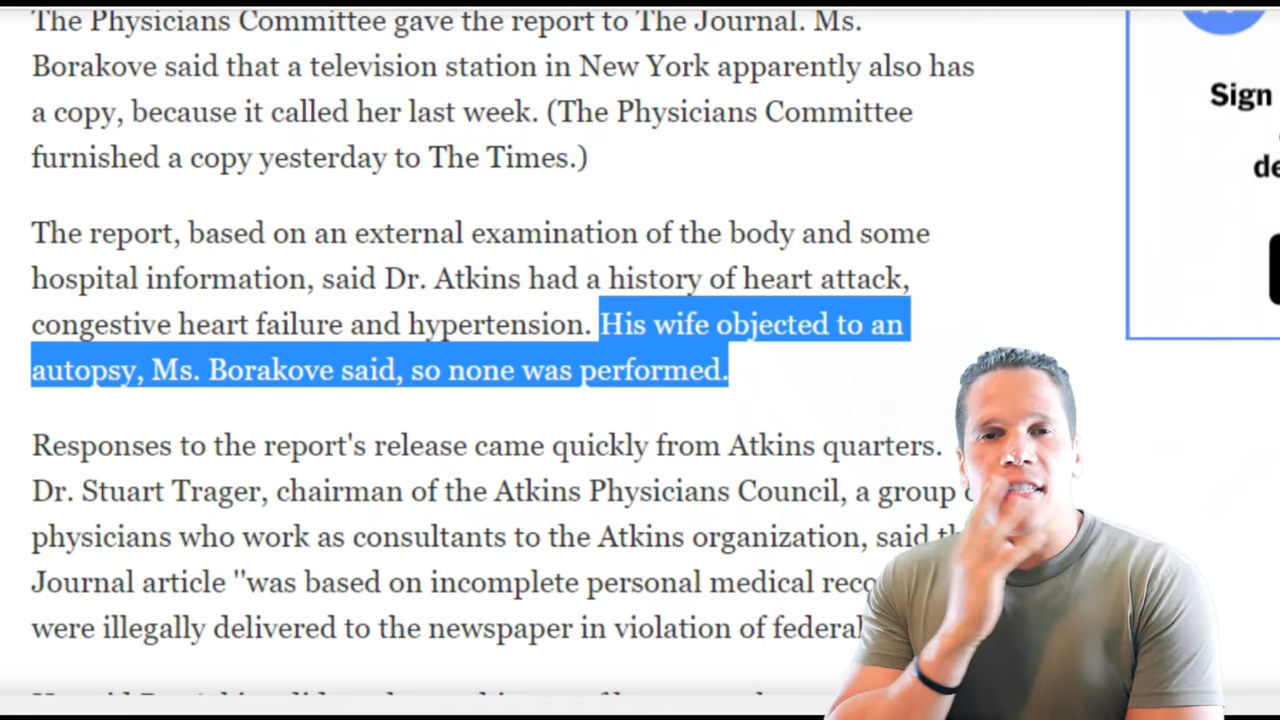 The Physicians Committee gave the report to The Journal. Ms.
Borakove said that a television station in New York apparently also has
a copy, because it called her last week. (The Physicians Committee
furnished a copy yesterday to The Times.)
Sign
de
The report, based on an external examination of the body and some
hospital information, said Dr. Atkins had a history of heart attack,
congestive heart failure and hypertension. His wife objected to an
autopsy, Ms. Borakove said, so none was performed.
Responses to the report's release came quickly from Atkins quarters.
Dr. Stuart Trager, chairman of the Atkins Physicians Council, a group
physicians who work as consultants to the Atkins organization, said
Journal article "was based on incomplete personal medical reco
were illegally delivered to the newspaper in violation of federal